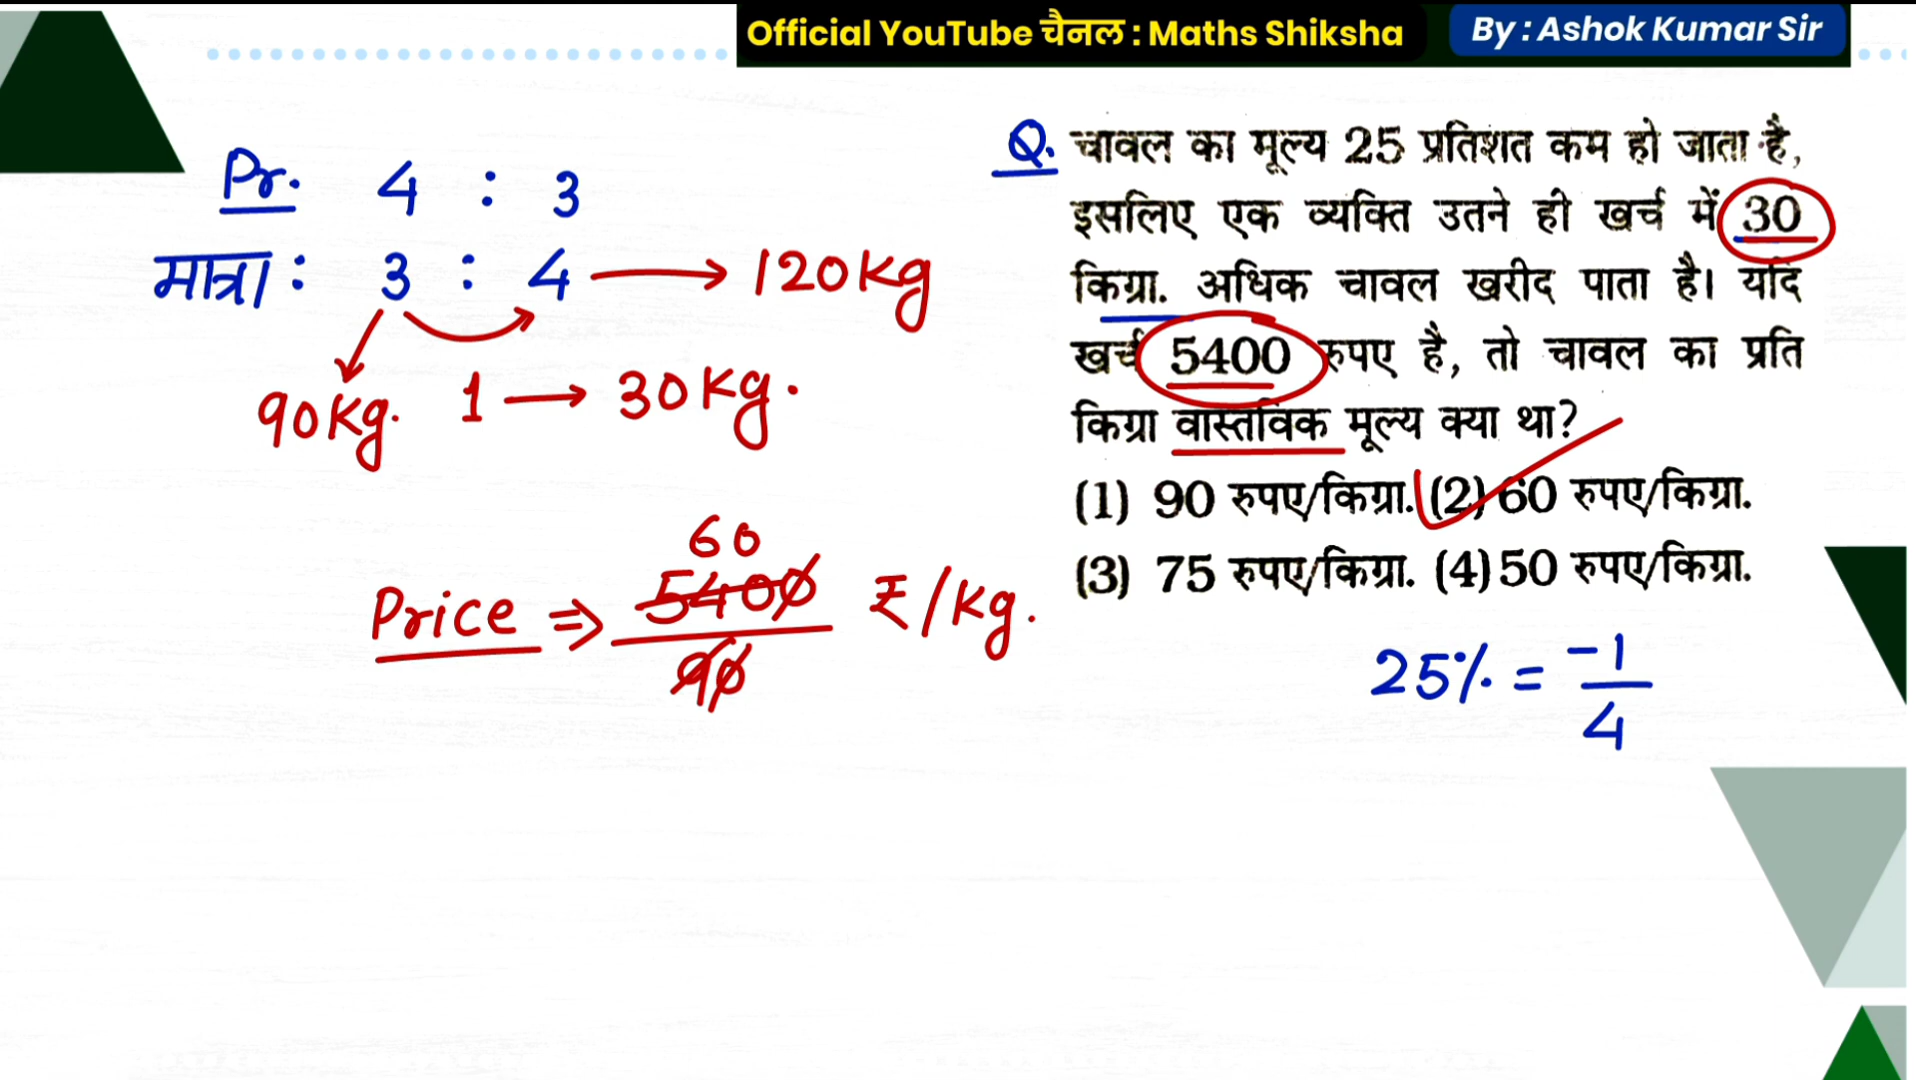 Official YouTube चैनल : Maths Shiksha
By : Ashok Kumar Sir
Q. चावल का मूल्य 25 प्रतिशत कम हो जाता है,
इसलिए एक व्यक्ति उतने ही खर्च में 30
किग्रा. अधिक चावल खरीद पाता है। यदि
खर्च 5400 रुपए है, तो चावल का प्रति
किग्रा वास्तविक मूल्य क्या था?
(1) 90 रुपए/किग्रा. (2) 60 रुपए/किग्रा.
(3) 75 रुपए/किग्रा. (4) 50 रुपए/किग्रा.
25% = -1/4
Pr. 4 : 3
मात्रा : 3 : 4 → 120Kg
90Kg. 1 → 30Kg.
60
Price ⇒ 5400/90 ₹/Kg.